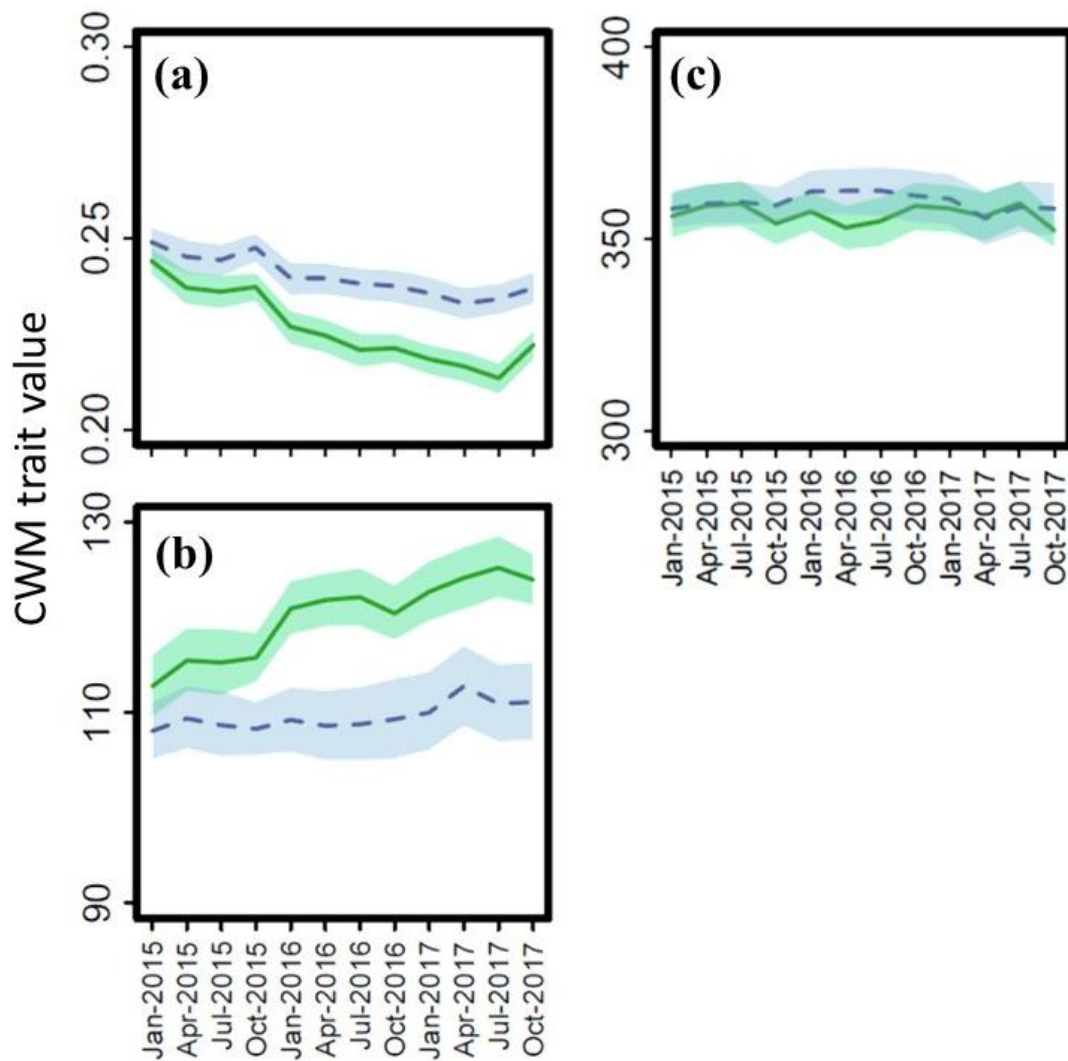 CWM trait value
(a)
0.30
0.25
0.20
(b)
130
110
90
Jan-2015
Apr-2015
Jul-2015
Oct-2015
Jan-2016
Apr-2016
Jul-2016
Oct-2016
Jan-2017
Apr-2017
Jul-2017
Oct-2017
(c)
400
350
300
Jan-2015
Apr-2015
Jul-2015
Oct-2015
Jan-2016
Apr-2016
Jul-2016
Oct-2016
Jan-2017
Apr-2017
Jul-2017
Oct-2017